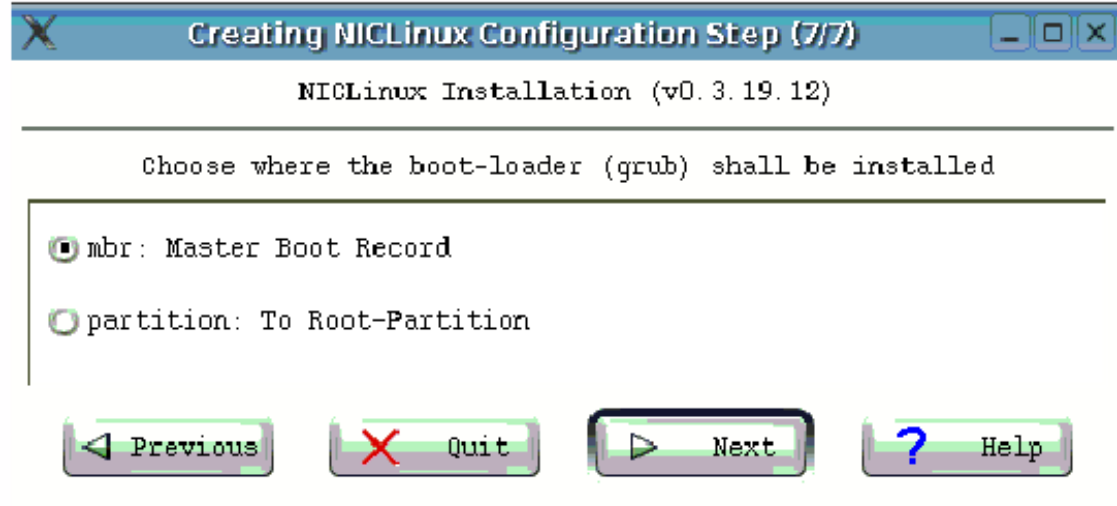 Creating NICLinux Configuration Step (7/7)
NICLinux Installation (v0.3.19.12)
Choose where the boot-loader (grub) shall be installed
mbr: Master Boot Record
partition: To Root-Partition
Previous Quit Next ? Help